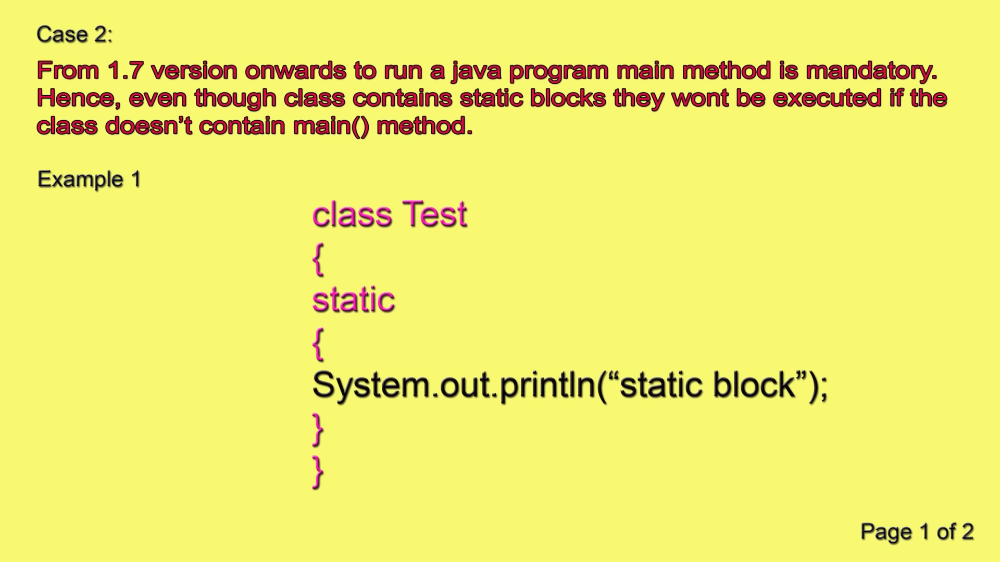 Case 2:
From 1.7 version onwards to run a java program main method is mandatory.
Hence, even though class contains static blocks they wont be executed if the
class doesn’t contain main() method.
Example 1
class Test
{
static
{
System.out.println(“static block”);
}
}
Page 1 of 2